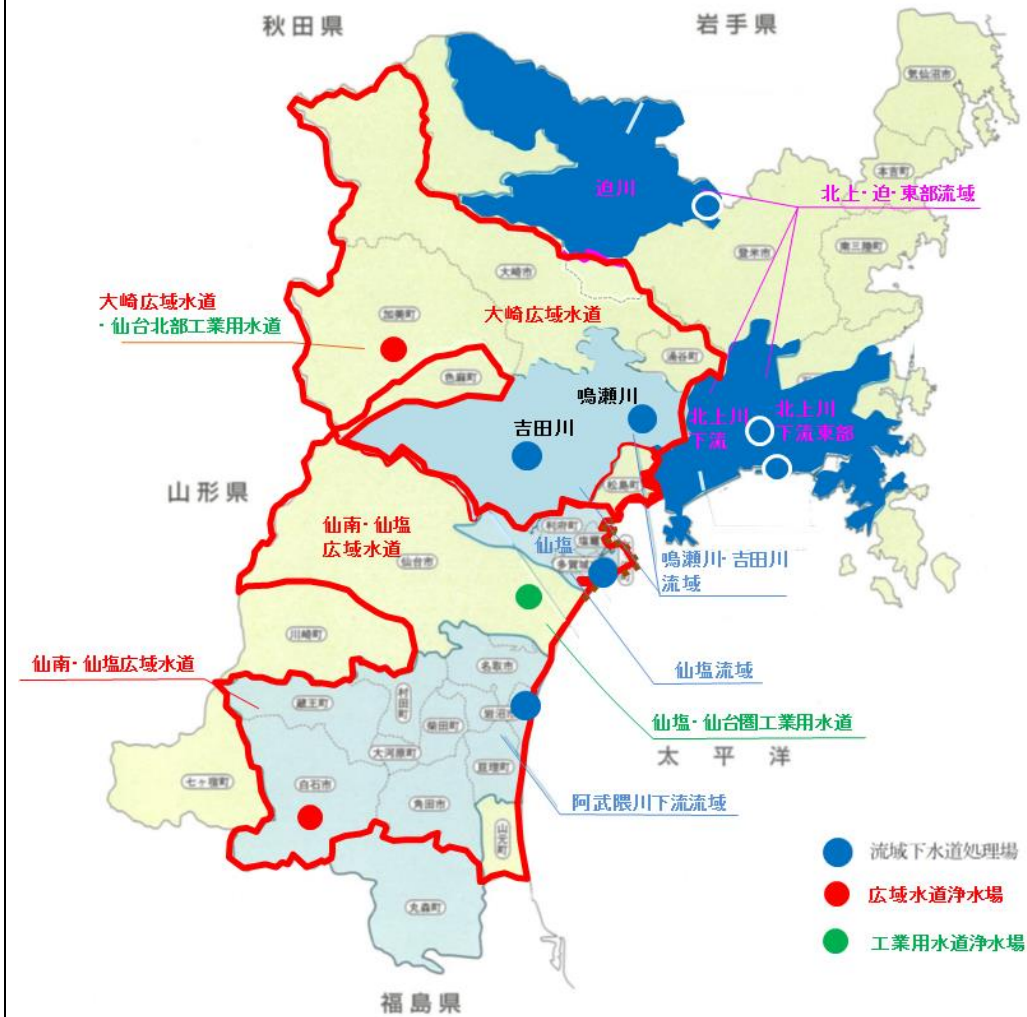 秋田県
岩手県
気仙沼市
本吉町
迫川
北上・迫・東部流域
登米市
南三陸町
大崎市
大崎広域水道
・仙台北部工業用水道
加美町
大崎広域水道
涌谷町
色麻町
鳴瀬川
吉田川
北上川
下流
北上川
下流東部
山形県
松島町
仙南・仙塩
広域水道
仙台市
利府町
仙塩
多賀城
鳴瀬川・吉田川
流域
川崎町
仙南・仙塩広域水道
名取市
仙塩流域
蔵王町
村田町
柴田町
岩沼市
仙塩・仙台圏工業用水道
大河原町
亘理町
太平洋
七ヶ宿町
白石市
角田市
阿武隈川下流流域
山元町
流域下水道処理場
広域水道浄水場
丸森町
工業用水道浄水場
福島県